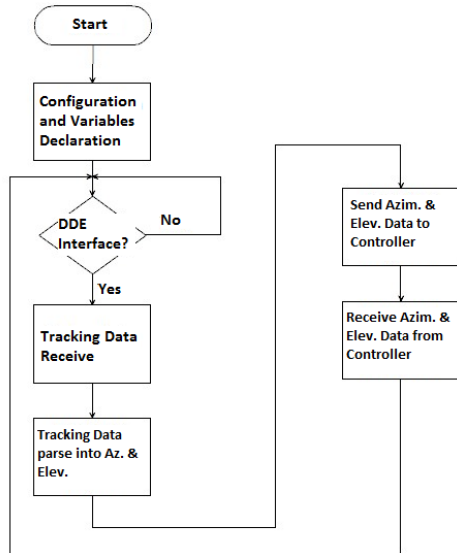 Start
Configuration
and Variables
Declaration
DDE
Interface?
No
Yes
Tracking Data
Receive
Tracking Data
parse into Az. &
Elev.
Send Azim. &
Elev. Data to
Controller
Receive Azim. &
Elev. Data from
Controller